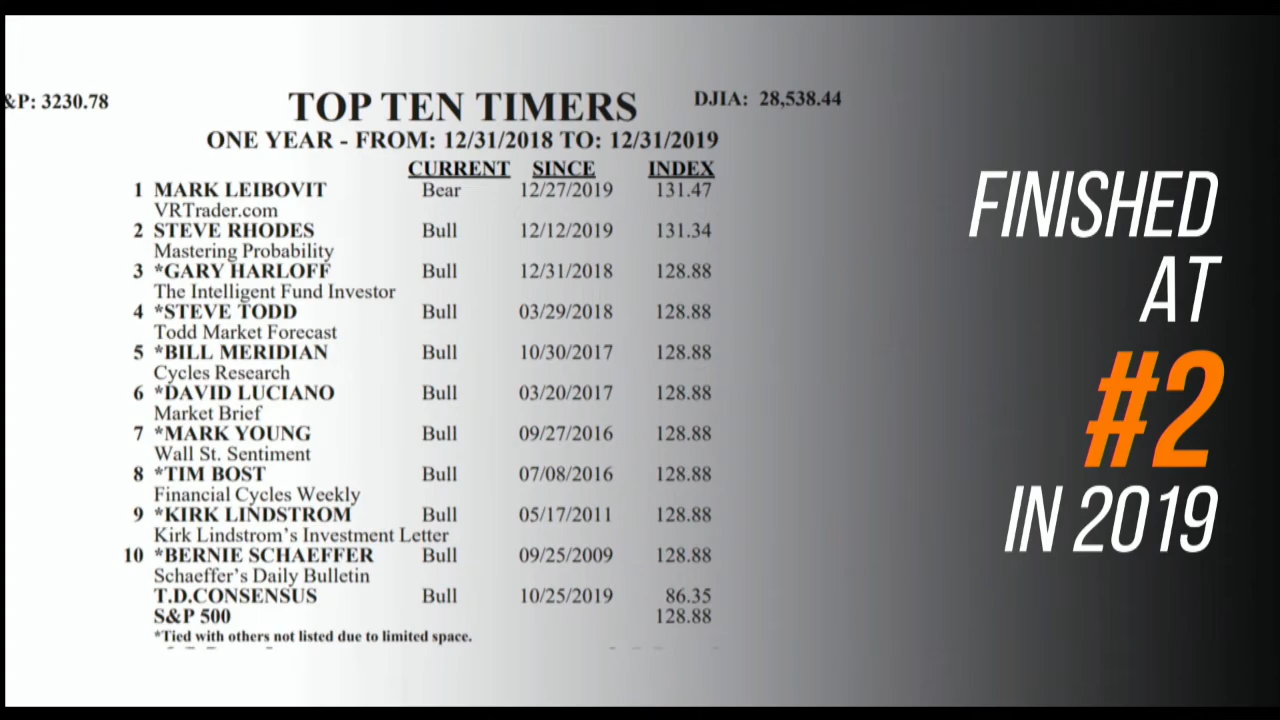 &P: 3230.78
TOP TEN TIMERS
DJIA: 28,538.44
ONE YEAR - FROM: 12/31/2018 TO: 12/31/2019
CURRENT SINCE INDEX
1 MARK LEIBOVIT Bear 12/27/2019 131.47
VRTrader.com
2 STEVE RHODES Bull 12/12/2019 131.34
Mastering Probability
3 *GARY HARLOFF Bull 12/31/2018 128.88
The Intelligent Fund Investor
4 *STEVE TODD Bull 03/29/2018 128.88
Todd Market Forecast
5 *BILL MERIDIAN Bull 10/30/2017 128.88
Cycles Research
6 *DAVID LUCIANO Bull 03/20/2017 128.88
Market Brief
7 *MARK YOUNG Bull 09/27/2016 128.88
Wall St. Sentiment
8 *TIM BOST Bull 07/08/2016 128.88
Financial Cycles Weekly
9 *KIRK LINDSTROM Bull 05/17/2011 128.88
Kirk Lindstrom's Investment Letter
10 *BERNIE SCHAEFFER Bull 09/25/2009 128.88
Schaeffer's Daily Bulletin
T.D.CONSENSUS Bull 10/25/2019 86.35
S&P 500 128.88
*Tied with others not listed due to limited space.
FINISHED
AT
#2
IN 2019